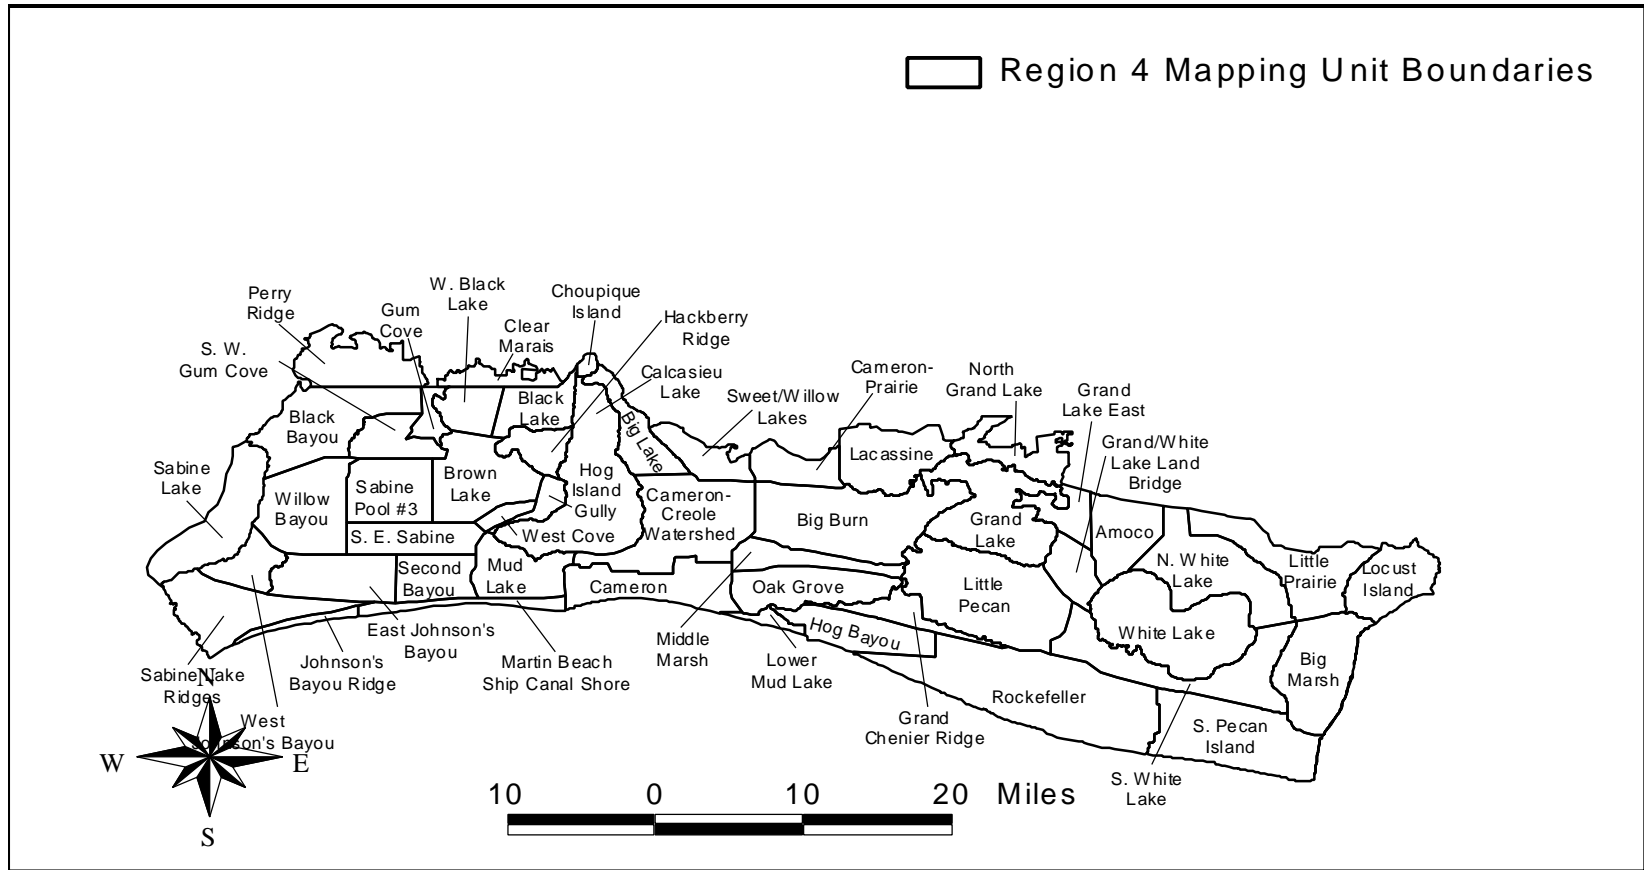 Region 4 Mapping Unit Boundaries
Perry
Ridge
W. Black
Lake
Gum
Cove
Choupique
Island
Clear
Marais
Hackberry
Ridge
S. W.
Gum Cove
Calcasieu
Lake
Sweet/Willow
Lakes
Cameron-
Prairie
North
Grand Lake
Grand
Lake East
Grand/White
Lake Land
Bridge
Black
Bayou
Black
Lake
Big Lake
Lacassine
Sabine
Lake
Willow
Bayou
Sabine
Pool #3
Brown
Lake
Hog
Island
Gully
Cameron-
Creole
Watershed
Big Burn
Grand
Lake
Amoco
S. E. Sabine
West Cove
Second
Bayou
Mud
Lake
Cameron
Oak Grove
Little
Pecan
N. White
Lake
Little
Prairie
Locust
Island
White Lake
Hog Bayou
East Johnson's
Bayou
Johnson's
Bayou Ridge
Martin Beach
Ship Canal Shore
Middle
Marsh
Lower
Mud Lake
Big
Marsh
Rockefeller
Sabine Lake
Ridges
West
Johnson's Bayou
Grand
Chenier Ridge
S. Pecan
Island
S. White
Lake
N
W
E
S
10 0 10 20 Miles